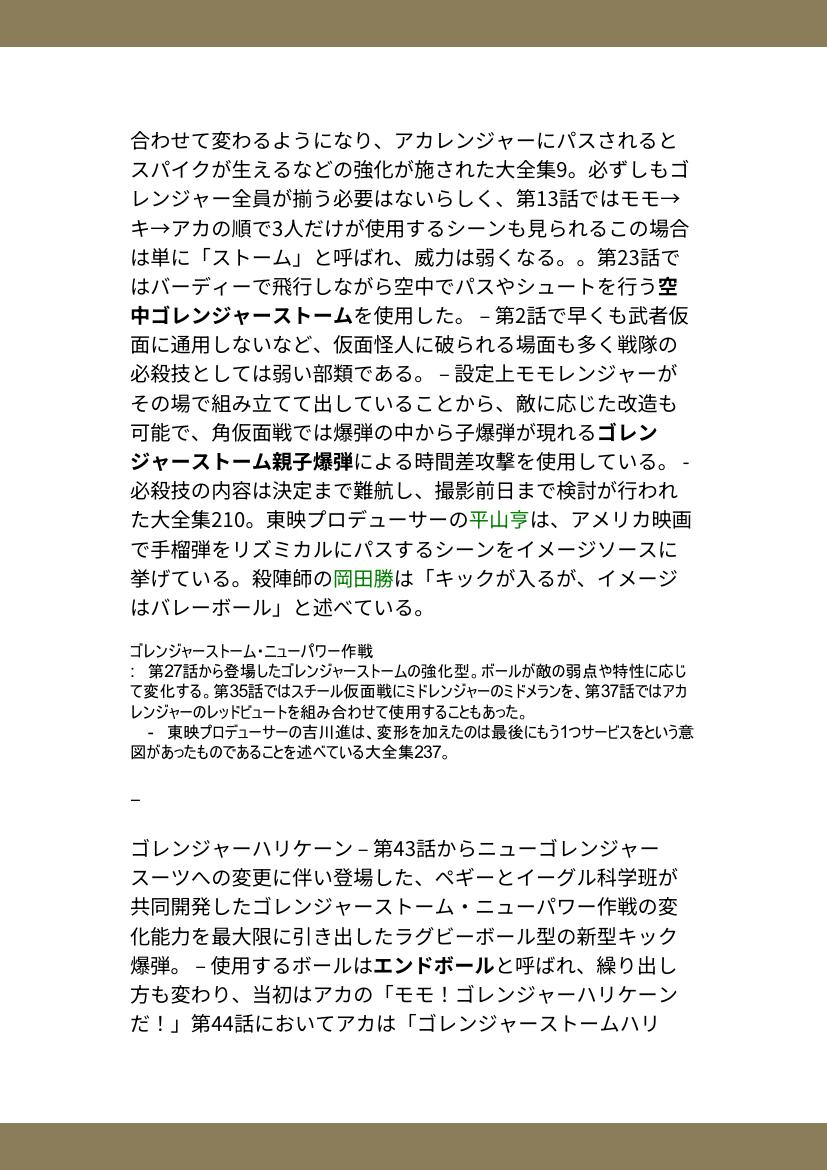 合わせて変わるようになり、アカレンジャーにパスされると
スパイクが生えるなどの強化が施された大全集9。必ずしもゴ
レンジャー全員が揃う必要はないらしく、第13話ではモモ→
キ→アカの順で3人だけが使用するシーンも見られるこの場合
は単に「ストーム」と呼ばれ、威力は弱くなる。。第23話で
はバーディーで飛行しながら空中でパスやシュートを行う空
中ゴレンジャーストームを使用した。 – 第2話で早くも武者仮
面に通用しないなど、仮面怪人に破られる場面も多く戦隊の
必殺技としては弱い部類である。 – 設定上モモレンジャーが
その場で組み立てて出していることから、敵に応じた改造も
可能で、角仮面戦では爆弾の中から子爆弾が現れるゴレン
ジャーストーム親子爆弾による時間差攻撃を使用している。 -
必殺技の内容は決定まで難航し、撮影前日まで検討が行われ
た大全集210。東映プロデューサーの平山亨は、アメリカ映画
で手榴弾をリズミカルにパスするシーンをイメージソースに
挙げている。殺陣師の岡田勝は「キックが入るが、イメージ
はバレーボール」と述べている。
ゴレンジャーストーム・ニューパワー作戦
: 第27話から登場したゴレンジャーストームの強化型。ボールが敵の弱点や特性に応じ
て変化する。第35話ではスチール仮面戦にミドレンジャーのミドメランを、第37話ではアカ
レンジャーのレッドビュートを組み合わせて使用することもあった。
- 東映プロデューサーの吉川進は、変形を加えたのは最後にもう1つサービスをという意
図があったものであることを述べている大全集237。
–
ゴレンジャーハリケーン – 第43話からニューゴレンジャー
スーツへの変更に伴い登場した、ペギーとイーグル科学班が
共同開発したゴレンジャーストーム・ニューパワー作戦の変
化能力を最大限に引き出したラグビーボール型の新型キック
爆弾。 – 使用するボールはエンドボールと呼ばれ、繰り出し
方も変わり、当初はアカの「モモ！ゴレンジャーハリケーン
だ！」第44話においてアカは「ゴレンジャーストームハリ